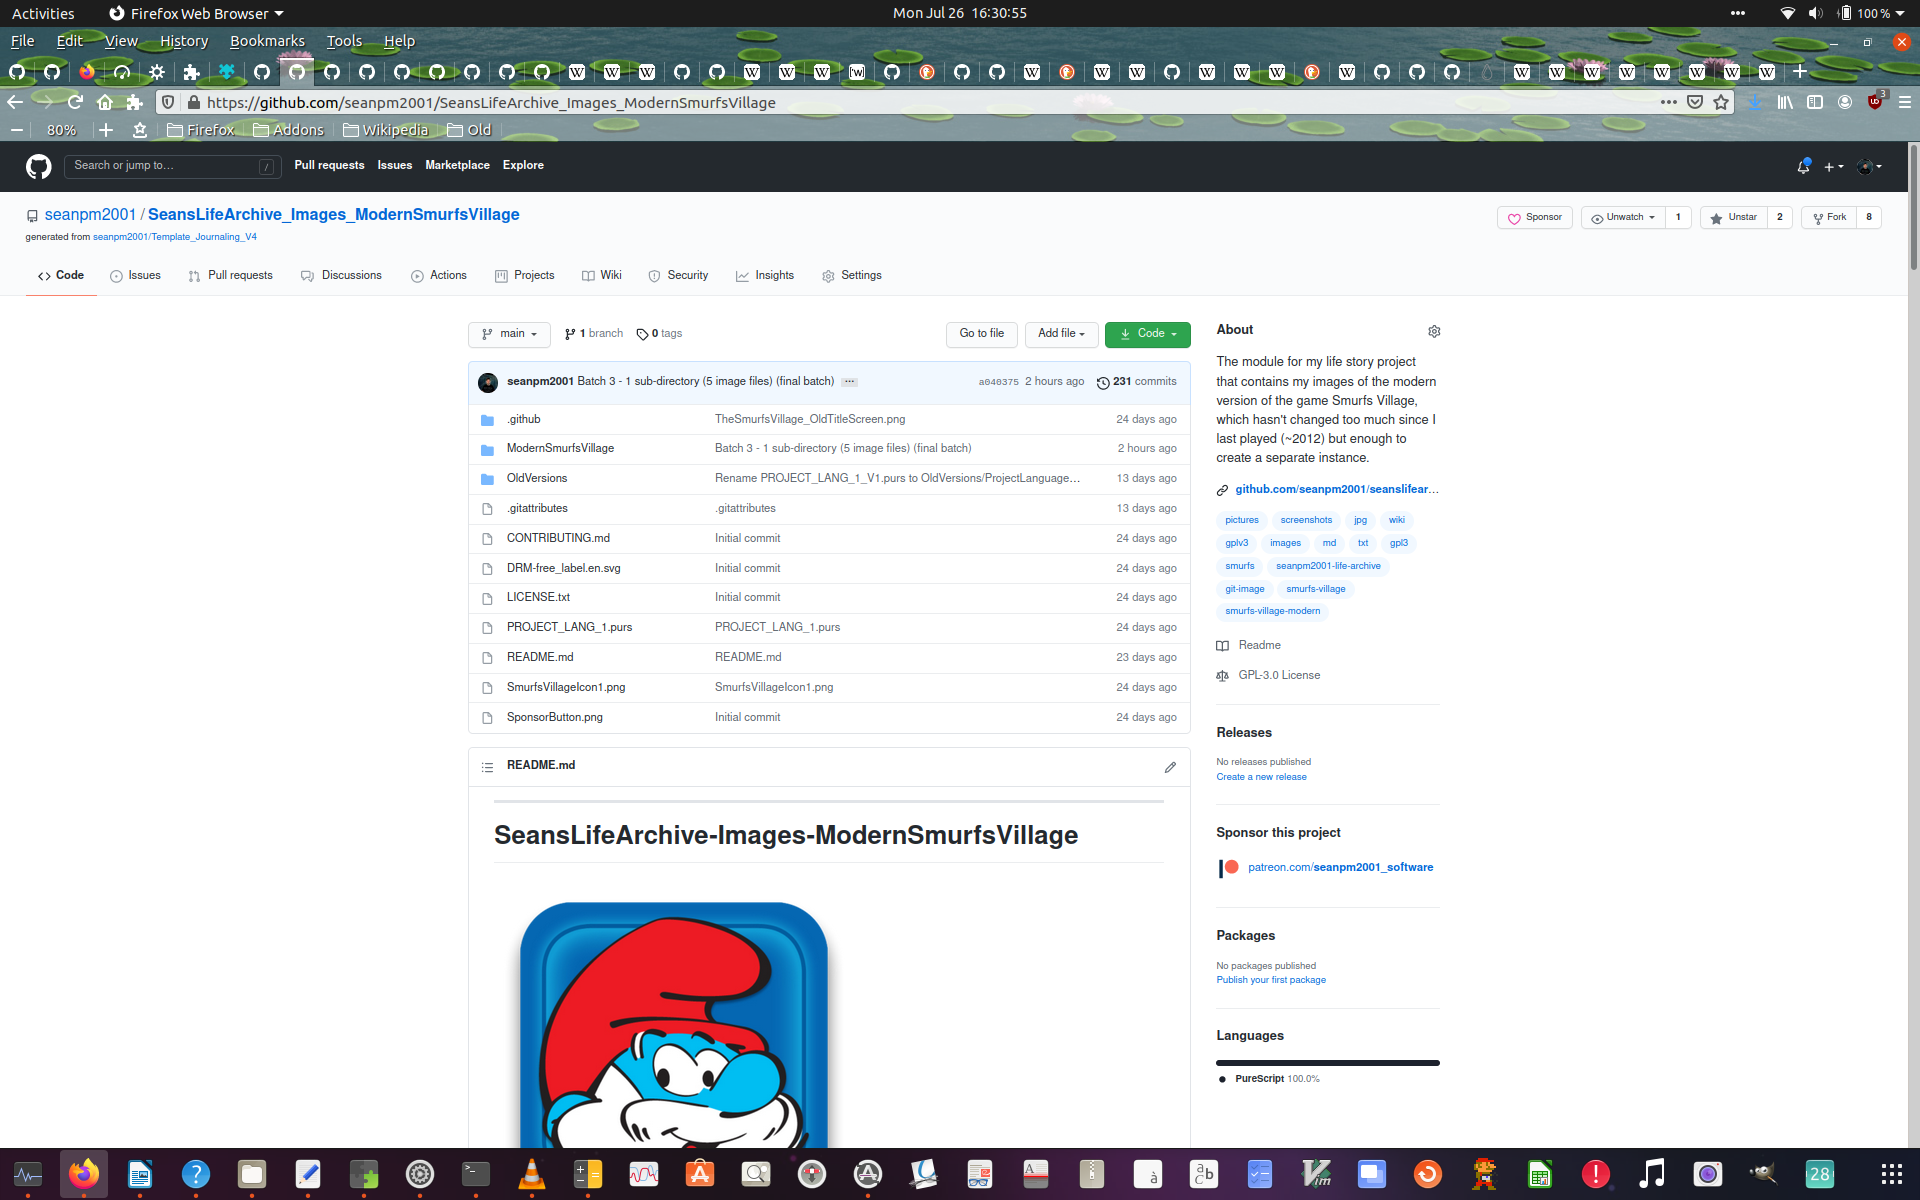 Activities Firefox Web Browser Mon Jul 26 16:30:55 100 %
File Edit View History Bookmarks Tools Help
https://github.com/seanpm2001/SeansLifeArchive_Images_ModernSmurfsVillage 3
80% Firefox Addons Wikipedia Old
Search or jump to… / Pull requests Issues Marketplace Explore
seanpm2001 / SeansLifeArchive_Images_ModernSmurfsVillage Sponsor Unwatch 1 Unstar 2 Fork 8
generated from seanpm2001/Template_Journaling_V4
Code Issues Pull requests Discussions Actions Projects Wiki Security Insights Settings
main 1 branch 0 tags Go to file Add file Code
seanpm2001 Batch 3 - 1 sub-directory (5 image files) (final batch) ... a040375 2 hours ago 231 commits
.github TheSmurfsVillage_OldTitleScreen.png 24 days ago
ModernSmurfsVillage Batch 3 - 1 sub-directory (5 image files) (final batch) 2 hours ago
OldVersions Rename PROJECT_LANG_1_V1.purs to OldVersions/ProjectLanguage… 13 days ago
.gitattributes .gitattributes 13 days ago
CONTRIBUTING.md Initial commit 24 days ago
DRM-free_label.en.svg Initial commit 24 days ago
LICENSE.txt Initial commit 24 days ago
PROJECT_LANG_1.purs PROJECT_LANG_1.purs 24 days ago
README.md README.md 23 days ago
SmurfsVillageIcon1.png SmurfsVillageIcon1.png 24 days ago
SponsorButton.png Initial commit 24 days ago
README.md
SeansLifeArchive-Images-ModernSmurfsVillage
About
The module for my life story project
that contains my images of the modern
version of the game Smurfs Village,
which hasn't changed too much since I
last played (~2012) but enough to
create a separate instance.
github.com/seanpm2001/seanslifear…
pictures screenshots jpg wiki
gplv3 images md txt gpl3
smurfs seanpm2001-life-archive
git-image smurfs-village
smurfs-village-modern
Readme
GPL-3.0 License
Releases
No releases published
Create a new release
Sponsor this project
patreon.com/seanpm2001_software
Packages
No packages published
Publish your first package
Languages
PureScript 100.0%
28